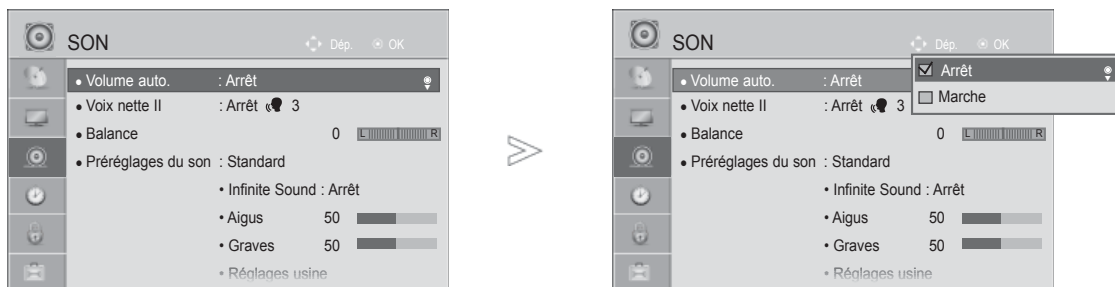 SON Dép. OK
• Volume auto. : Arrêt
• Voix nette II : Arrêt 3
• Balance 0 L R
• Préréglages du son : Standard
• Infinite Sound : Arrêt
• Aigus 50
• Graves 50
• Réglages usine
SON Dép. OK
• Volume auto. : Arrêt
Arrêt
Marche
• Voix nette II : Arrêt 3
• Balance 0 L R
• Préréglages du son : Standard
• Infinite Sound : Arrêt
• Aigus 50
• Graves 50
• Réglages usine